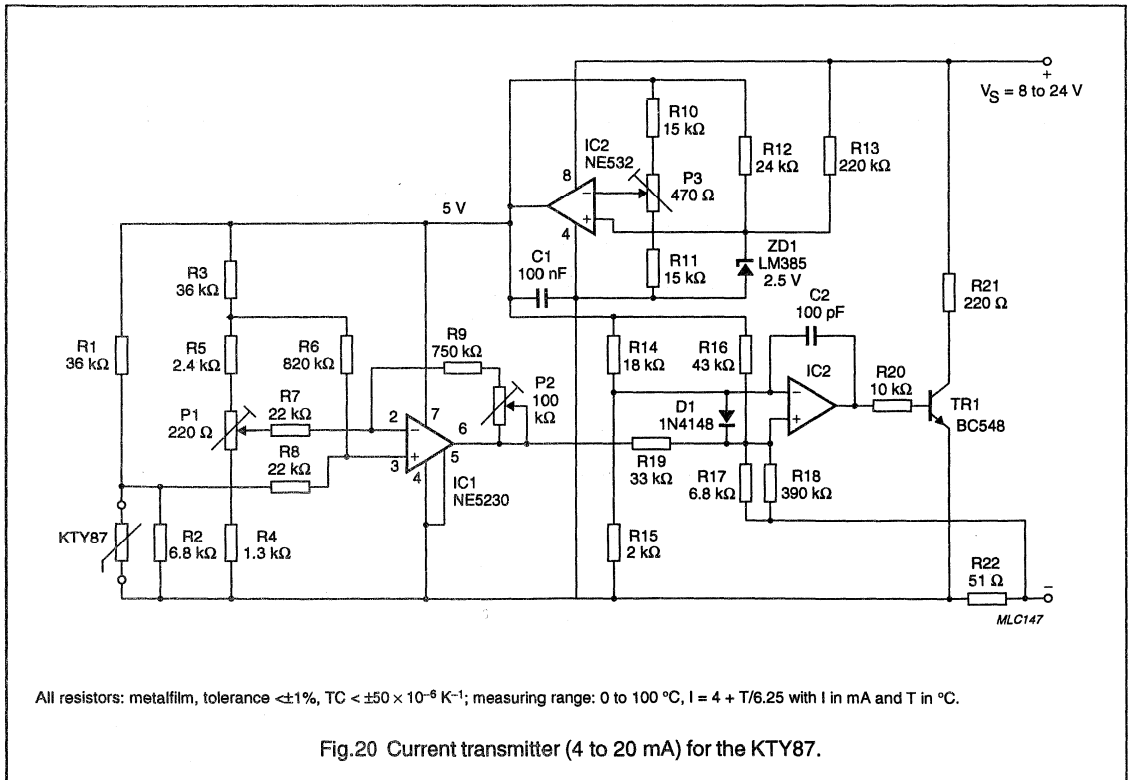 +
VS = 8 to 24 V
R10
15 kΩ
IC2
NE532
8
P3
470 Ω
R12
24 kΩ
R13
220 kΩ
−
+
4
5 V
C1
100 nF
R11
15 kΩ
ZD1
LM385
2.5 V
R3
36 kΩ
R1
36 kΩ
R5
2.4 kΩ
R6
820 kΩ
R9
750 kΩ
P2
100
kΩ
P1
220 Ω
R7
22 kΩ
R8
22 kΩ
2
7
−
6
+
5
3
4
IC1
NE5230
KTY87
R2
6.8 kΩ
R4
1.3 kΩ
R14
18 kΩ
R16
43 kΩ
C2
100 pF
IC2
−
+
D1
1N4148
R20
10 kΩ
R21
220 Ω
TR1
BC548
R19
33 kΩ
R17
6.8 kΩ
R18
390 kΩ
R15
2 kΩ
R22
51 Ω
−
MLC147
All resistors: metalfilm, tolerance <±1%, TC < ±50 × 10⁻⁶ K⁻¹; measuring range: 0 to 100 °C, I = 4 + T/6.25 with I in mA and T in °C.
Fig.20 Current transmitter (4 to 20 mA) for the KTY87.